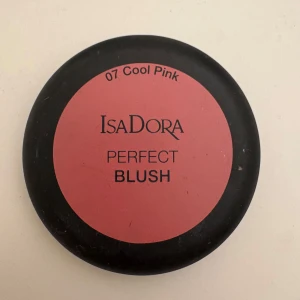 07 Cool Pink
IsaDora
PERFECT
BLUSH